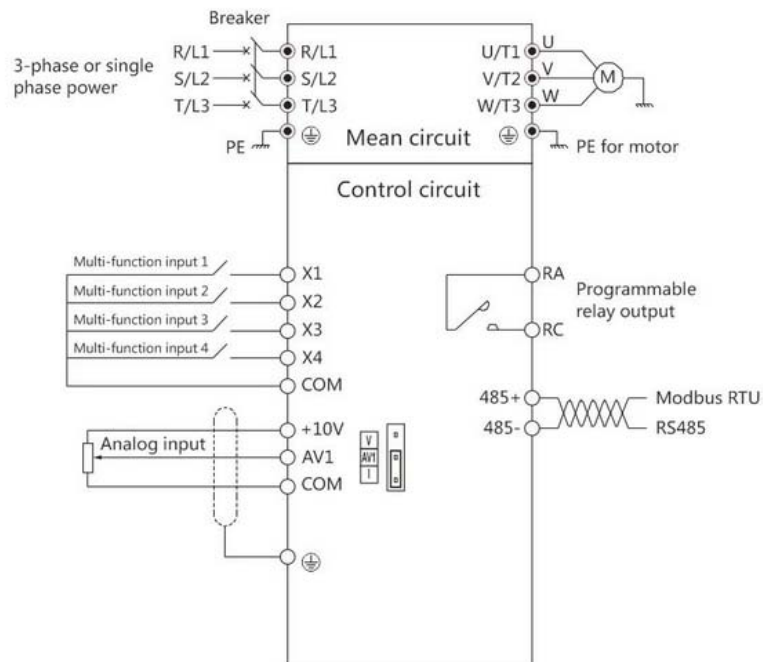 Breaker
R/L1 R/L1 U/T1 U
3-phase or single
phase power
S/L2 S/L2 V/T2 V M
T/L3 T/L3 W/T3 W
PE Mean circuit PE for motor
Control circuit
Multi-function input 1 X1 RA
Multi-function input 2 X2
Programmable
relay output
Multi-function input 3 X3 RC
Multi-function input 4 X4
COM
485+ Modbus RTU
+10V 485- RS485
Analog input
V
AV1 AV1
I
COM